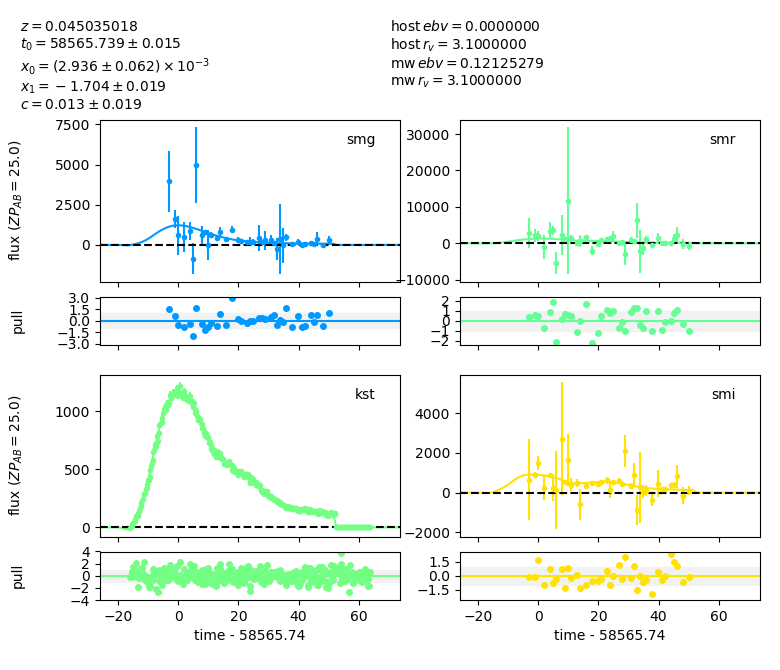 z = 0.045035018
t₀ = 58565.739 ± 0.015
x₀ = (2.936 ± 0.062) × 10⁻³
x₁ = −1.704 ± 0.019
c = 0.013 ± 0.019
host ebv = 0.0000000
host r_v = 3.1000000
mw ebv = 0.12125279
mw r_v = 3.1000000
smg
7500
5000
2500
0
flux (ZP_AB = 25.0)
smr
30000
20000
10000
0
−10000
3.0
1.5
0.0
−1.5
−3.0
pull
2
1
0
−1
−2
kst
1000
500
0
flux (ZP_AB = 25.0)
smi
4000
2000
0
−2000
4
2
0
−2
−4
pull
−20 0 20 40 60
time - 58565.74
1.5
0.0
−1.5
−20 0 20 40 60
time - 58565.74